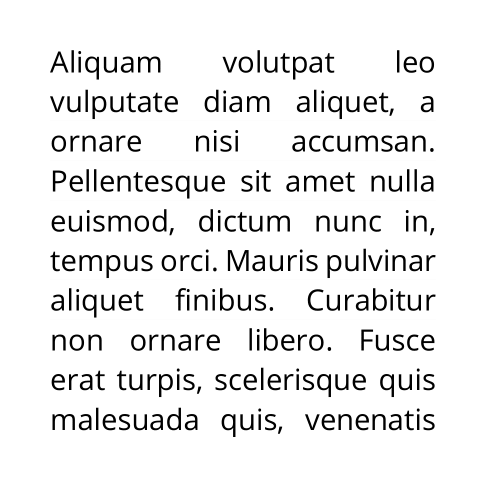 Aliquam volutpat leo
vulputate diam aliquet, a
ornare nisi accumsan.
Pellentesque sit amet nulla
euismod, dictum nunc in,
tempus orci. Mauris pulvinar
aliquet finibus. Curabitur
non ornare libero. Fusce
erat turpis, scelerisque quis
malesuada quis, venenatis